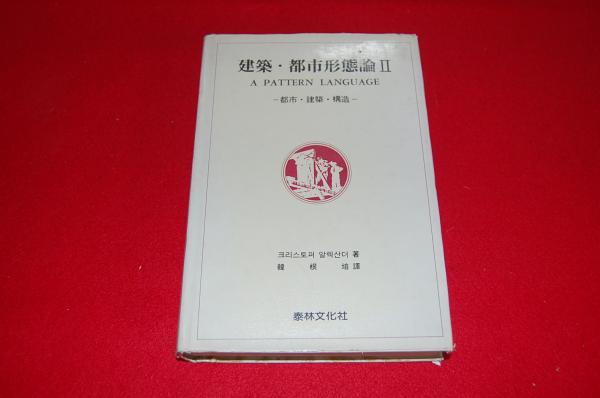 建築·都市形態論 II
A PATTERN LANGUAGE
-都市·建築·構造-
크리스토퍼 알렉산더 著
韓 根 培 譯
泰林文化社